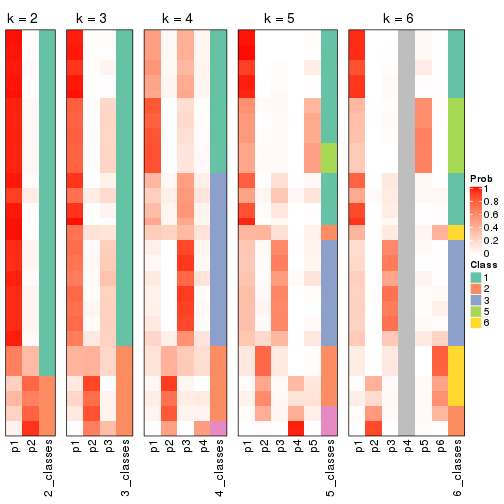 k = 2 k = 3 k = 4 k = 5 k = 6
Prob
1
0.8
0.6
0.4
0.2
0
Class
1
2
3
5
6
p1 p2 2_classes p1 p2 p3 3_classes p1 p2 p3 p4 4_classes p1 p2 p3 p4 p5 5_classes p1 p2 p3 p4 p5 p6 6_classes